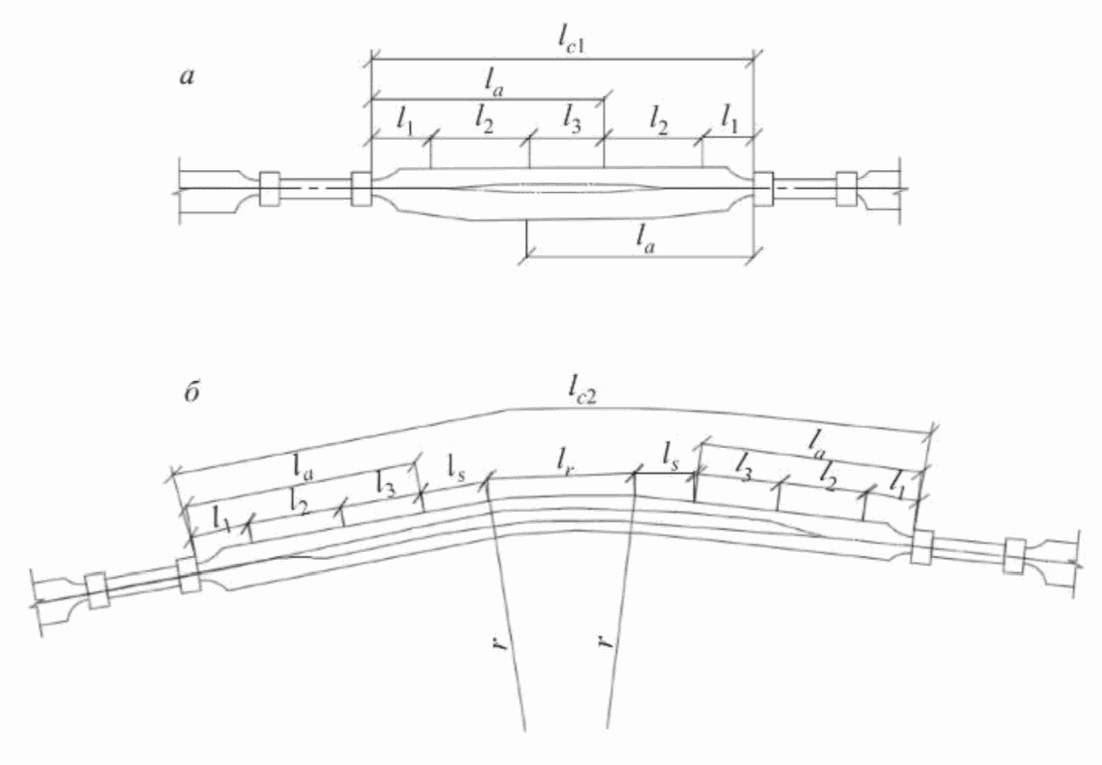 а
l_c1
l_a
l_1 l_2 l_3 l_2 l_1
l_a
б
l_c2
l_a l_s l_r l_s l_a
l_1 l_2 l_3 l_3 l_2 l_1
r r